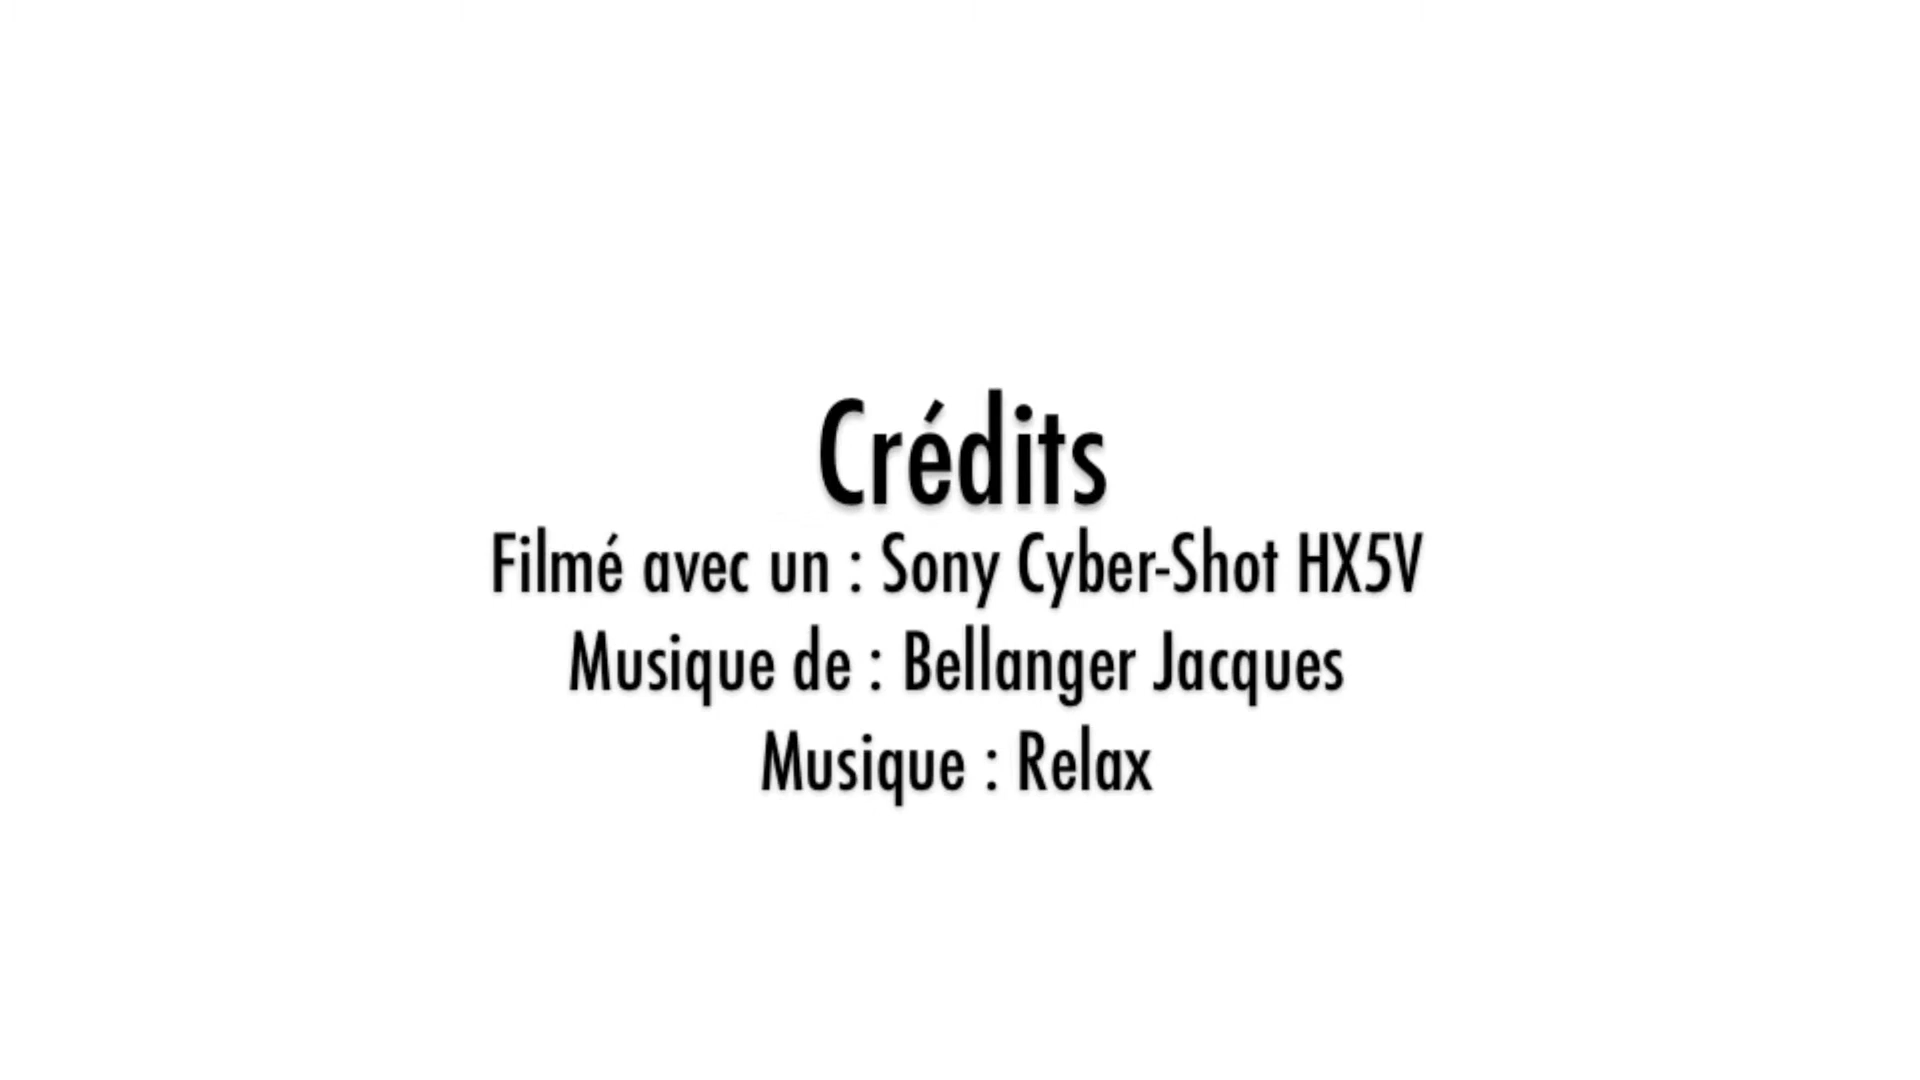 Crédits
Filmé avec un : Sony Cyber-Shot HX5V
Musique de : Bellanger Jacques
Musique : Relax